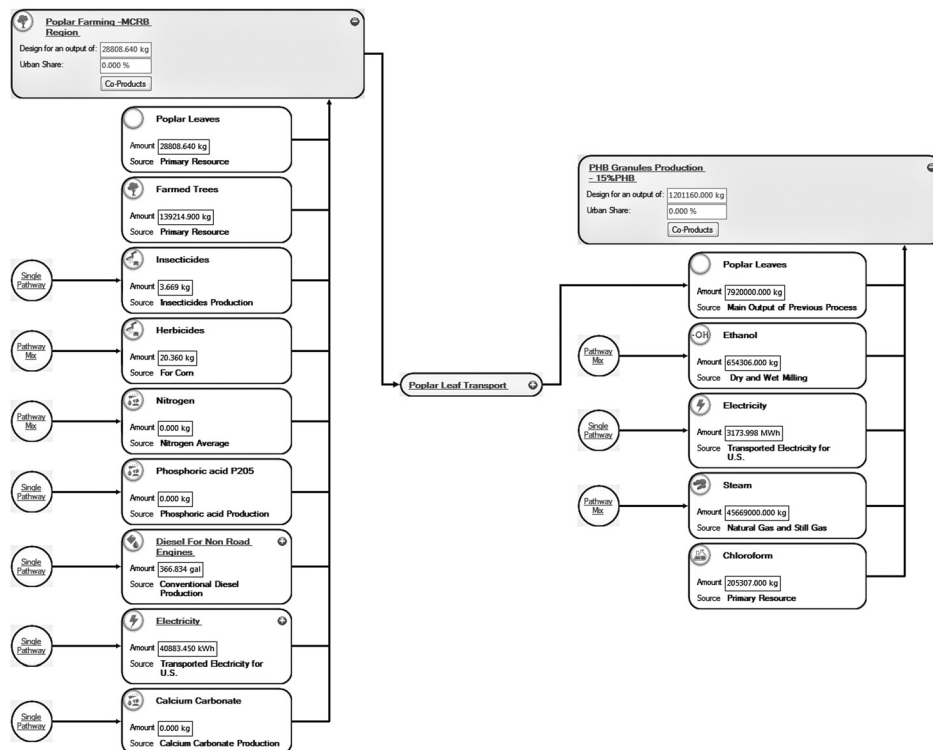 Poplar Farming -MCRB
Region
Design for an output of: 28808.640 kg
Urban Share: 0.000 %
Co-Products
Poplar Leaves
Amount 28808.640 kg
Source Primary Resource
Farmed Trees
Amount 139214.900 kg
Source Primary Resource
Single
Pathway
Insecticides
Amount 3.669 kg
Source Insecticides Production
Pathway
Mix
Herbicides
Amount 20.360 kg
Source For Corn
Pathway
Mix
Nitrogen
Amount 0.000 kg
Source Nitrogen Average
Single
Pathway
Phosphoric acid P205
Amount 0.000 kg
Source Phosphoric acid Production
Single
Pathway
Diesel For Non Road
Engines
Amount 366.834 gal
Source Conventional Diesel
Production
Single
Pathway
Electricity
Amount 40883.450 kWh
Source Transported Electricity for
U.S.
Single
Pathway
Calcium Carbonate
Amount 0.000 kg
Source Calcium Carbonate Production
Poplar Leaf Transport
PHB Granules Production
- 15%PHB
Design for an output of: 1201160.000 kg
Urban Share: 0.000 %
Co-Products
Poplar Leaves
Amount 7920000.000 kg
Source Main Output of Previous Process
Pathway
Mix
-OH Ethanol
Amount 654306.000 kg
Source Dry and Wet Milling
Single
Pathway
Electricity
Amount 3173.998 MWh
Source Transported Electricity for
U.S.
Pathway
Mix
Steam
Amount 45669000.000 kg
Source Natural Gas and Still Gas
Chloroform
Amount 205307.000 kg
Source Primary Resource